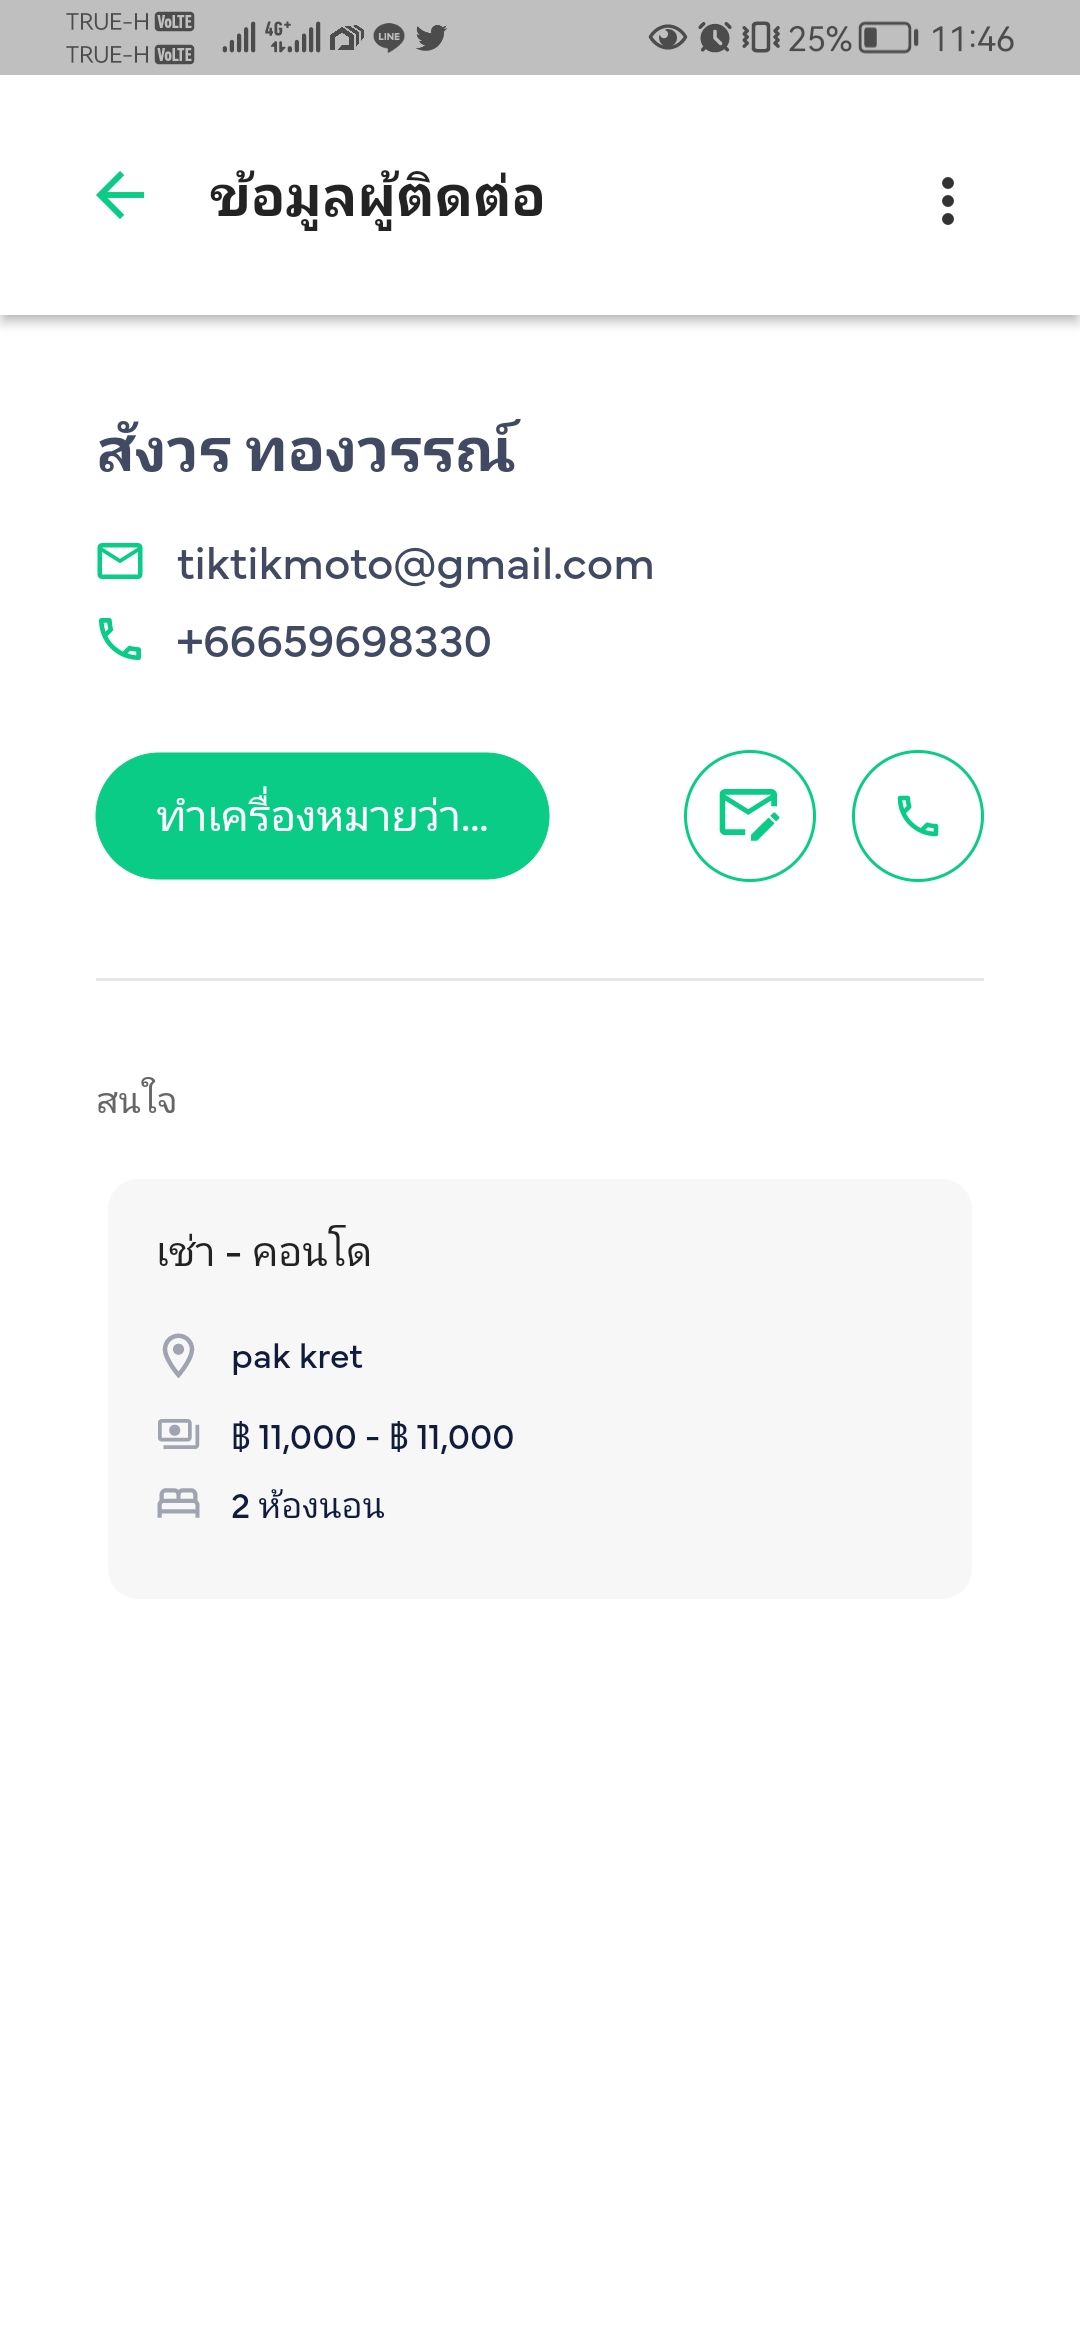 TRUE-H VoLTE
TRUE-H VoLTE
4G+
LINE
25%
11:46
ข้อมูลผู้ติดต่อ
สังวร ทองวรรณ์
tiktikmoto@gmail.com
+66659698330
ทำเครื่องหมายว่า...
สนใจ
เช่า - คอนโด
pak kret
฿ 11,000 - ฿ 11,000
2 ห้องนอน